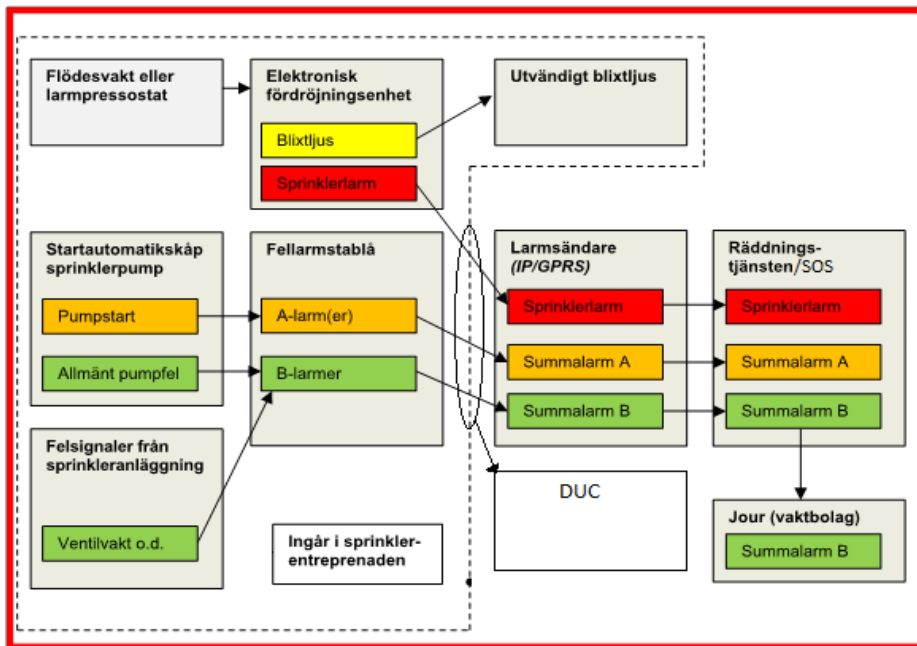 Flödesvakt eller
larmpressostat
Elektronisk
fördröjningsenhet
Blixtljus
Sprinklerlarm
Utvändigt blixtljus
Startautomatikskåp
sprinklerpump
Pumpstart
Allmänt pumpfel
Fellarmstablå
A-larm(er)
B-larmer
Larmsändare
(IP/GPRS)
Sprinklerlarm
Summalarm A
Summalarm B
Räddnings-
tjänsten/SOS
Sprinklerlarm
Summalarm A
Summalarm B
Felsignaler från
sprinkleranläggning
Ventilvakt o.d.
Ingår i sprinkler-
entreprenaden
DUC
Jour (vaktbolag)
Summalarm B